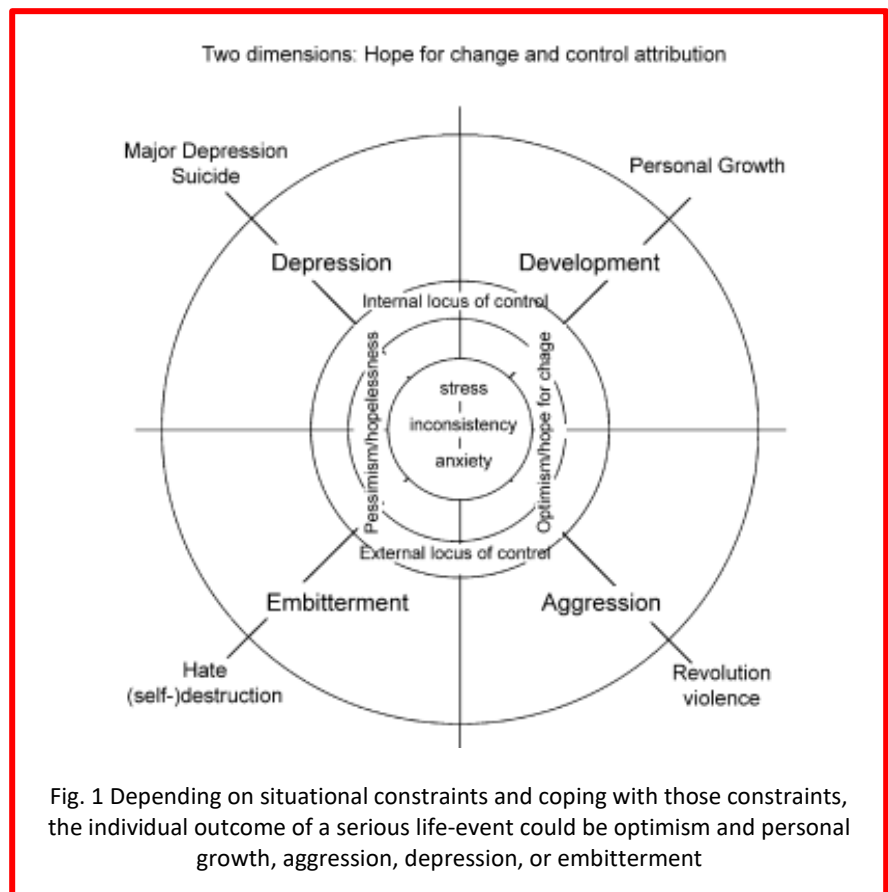 Two dimensions: Hope for change and control attribution
Major Depression
Suicide
Personal Growth
Depression
Development
Internal locus of control
Pessimism/hopelessness
Optimism/hope for chage
stress
inconsistency
anxiety
External locus of control
Embitterment
Aggression
Hate
(self-)destruction
Revolution
violence
Fig. 1 Depending on situational constraints and coping with those constraints,
the individual outcome of a serious life-event could be optimism and personal
growth, aggression, depression, or embitterment